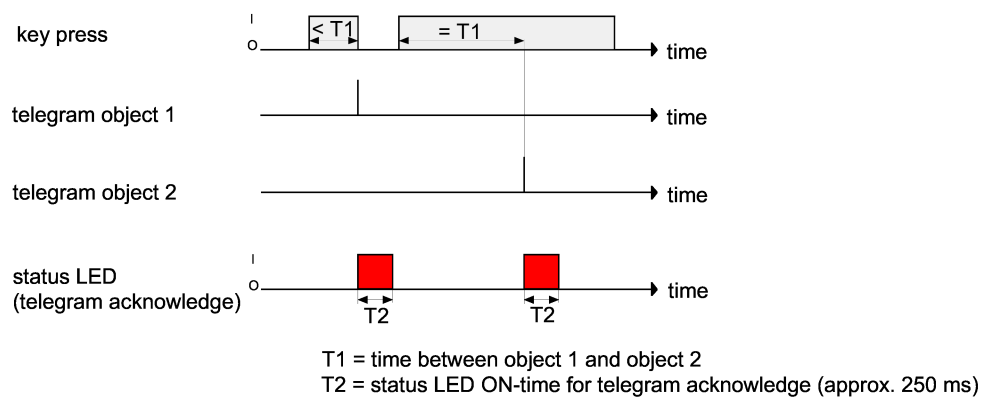 key press
I
O
< T1
= T1
time
telegram object 1
time
telegram object 2
time
status LED
(telegram acknowledge)
I
O
time
T2
T2
T1 = time between object 1 and object 2
T2 = status LED ON-time for telegram acknowledge (approx. 250 ms)